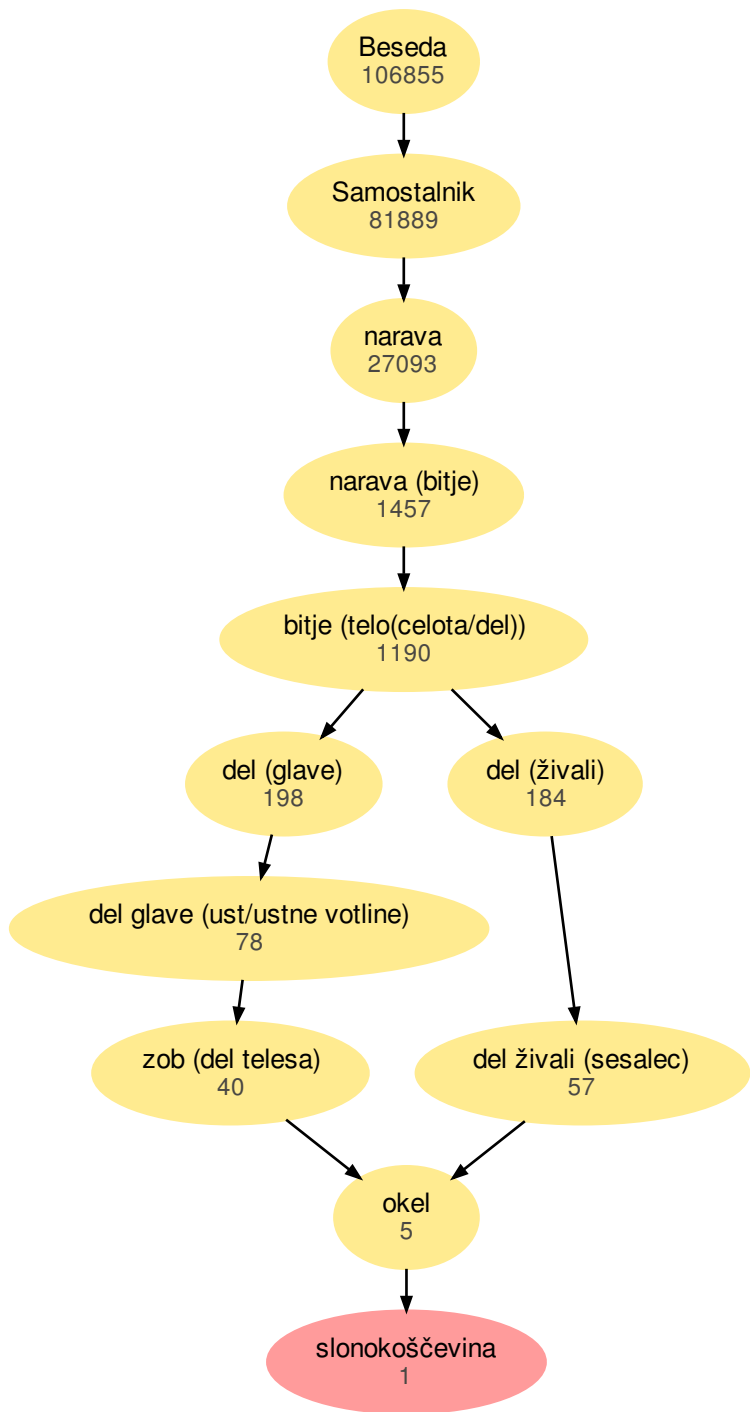 Beseda
106855
Samostalnik
81889
narava
27093
narava (bitje)
1457
bitje (telo(celota/del))
1190
del (glave)
198
del (živali)
184
del glave (ust/ustne votline)
78
zob (del telesa)
40
del živali (sesalec)
57
okel
5
slonokoščevina
1